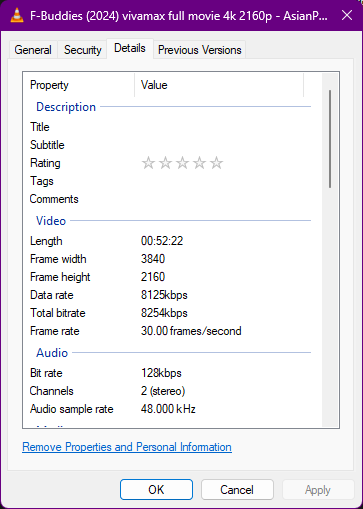 F-Buddies (2024) vivamax full movie 4k 2160p - AsianP...
General Security Details Previous Versions
Property Value
Description
Title
Subtitle
Rating
Tags
Comments
Video
Length 00:52:22
Frame width 3840
Frame height 2160
Data rate 8125kbps
Total bitrate 8254kbps
Frame rate 30.00 frames/second
Audio
Bit rate 128kbps
Channels 2 (stereo)
Audio sample rate 48.000 kHz
Remove Properties and Personal Information
OK Cancel Apply